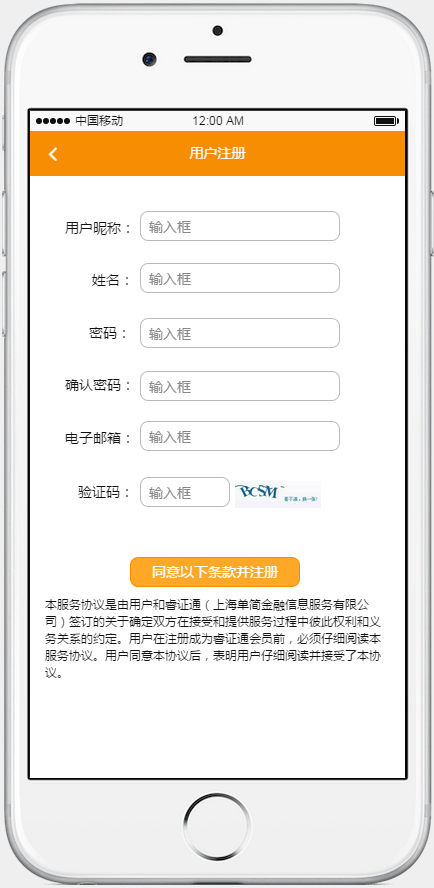 中国移动 12:00 AM
用户注册
用户昵称： 输入框
姓名： 输入框
密码： 输入框
确认密码： 输入框
电子邮箱： 输入框
验证码： 输入框 BCSM 看不清，换一张?
同意以下条款并注册
本服务协议是由用户和睿证通（上海单简金融信息服务有限公
司）签订的关于确定双方在接受和提供服务过程中彼此权利和义
务关系的约定。用户在注册成为睿证通会员前，必须仔细阅读本
服务协议。用户同意本协议后，表明用户仔细阅读并接受了本协
议。